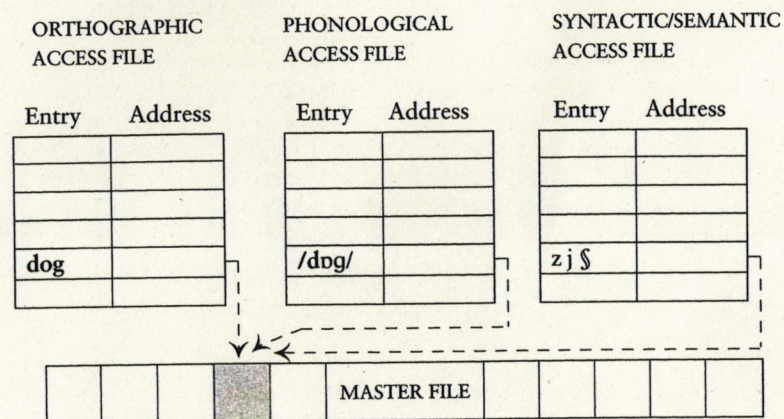 ORTHOGRAPHIC
ACCESS FILE
PHONOLOGICAL
ACCESS FILE
SYNTACTIC/SEMANTIC
ACCESS FILE
Entry Address
Entry Address
Entry Address
dog
/dɒg/
z j §
MASTER FILE